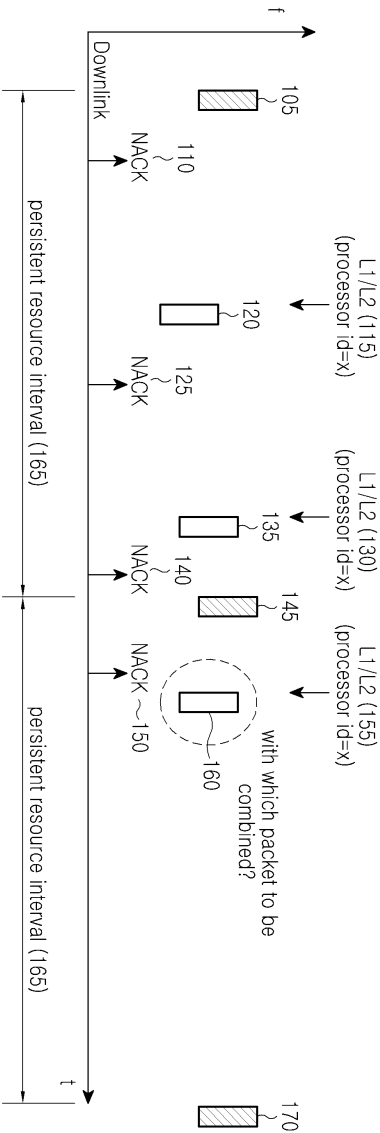 L1/L2 (115)
(processor id=x)
L1/L2 (130)
(processor id=x)
L1/L2 (155)
(processor id=x)
with which packet to be
combined?
f
105
120
135
145
160
170
110
NACK
125
NACK
140
NACK
NACK
150
Downlink
t
persistent resource interval (165)
persistent resource interval (165)